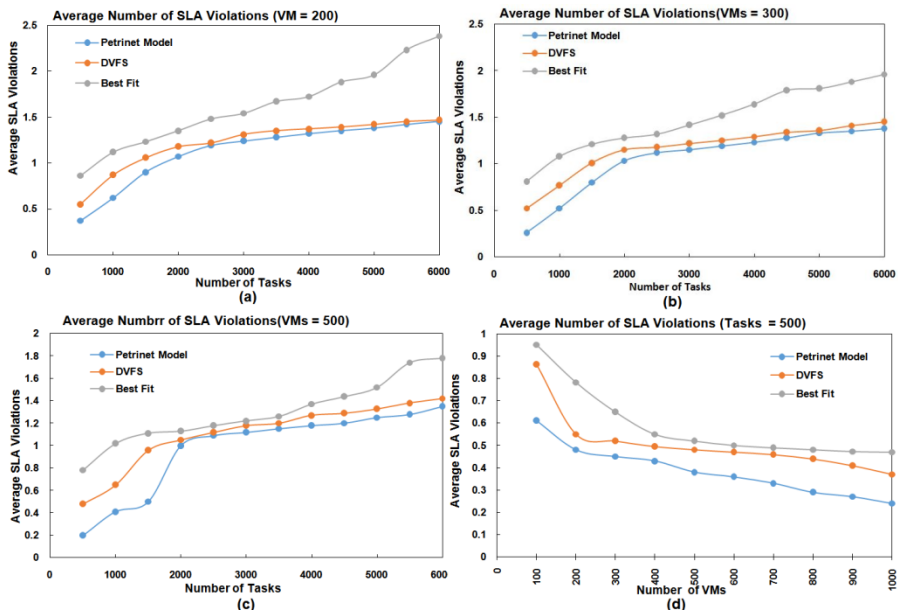 Average Number of SLA Violations (VM = 200)
Average SLA Violations
2.5
2
1.5
1
0.5
0
Petrinet Model
DVFS
Best Fit
0 1000 2000 3000 4000 5000 6000
Number of Tasks
(a)
Average Number of SLA Violations(VMs = 300)
Average SLA Violations
2.5
2
1.5
1
0.5
0
Petrinet Model
DVFS
Best Fit
0 1000 2000 3000 4000 5000 6000
Number of Tasks
(b)
Average Numbrr of SLA Violations(VMs = 500)
Average SLA Violations
2
1.8
1.6
1.4
1.2
1
0.8
0.6
0.4
0.2
0
Petrinet Model
DVFS
Best Fit
0 1000 2000 3000 4000 5000 600
Number of Tasks
(c)
Average Number of SLA Violations (Tasks = 500)
Average SLA Violations
1
0.9
0.8
0.7
0.6
0.5
0.4
0.3
0.2
0.1
0
Petrinet Model
DVFS
Best Fit
0 100 200 300 400 500 600 700 800 900 1000
Number of VMs
(d)